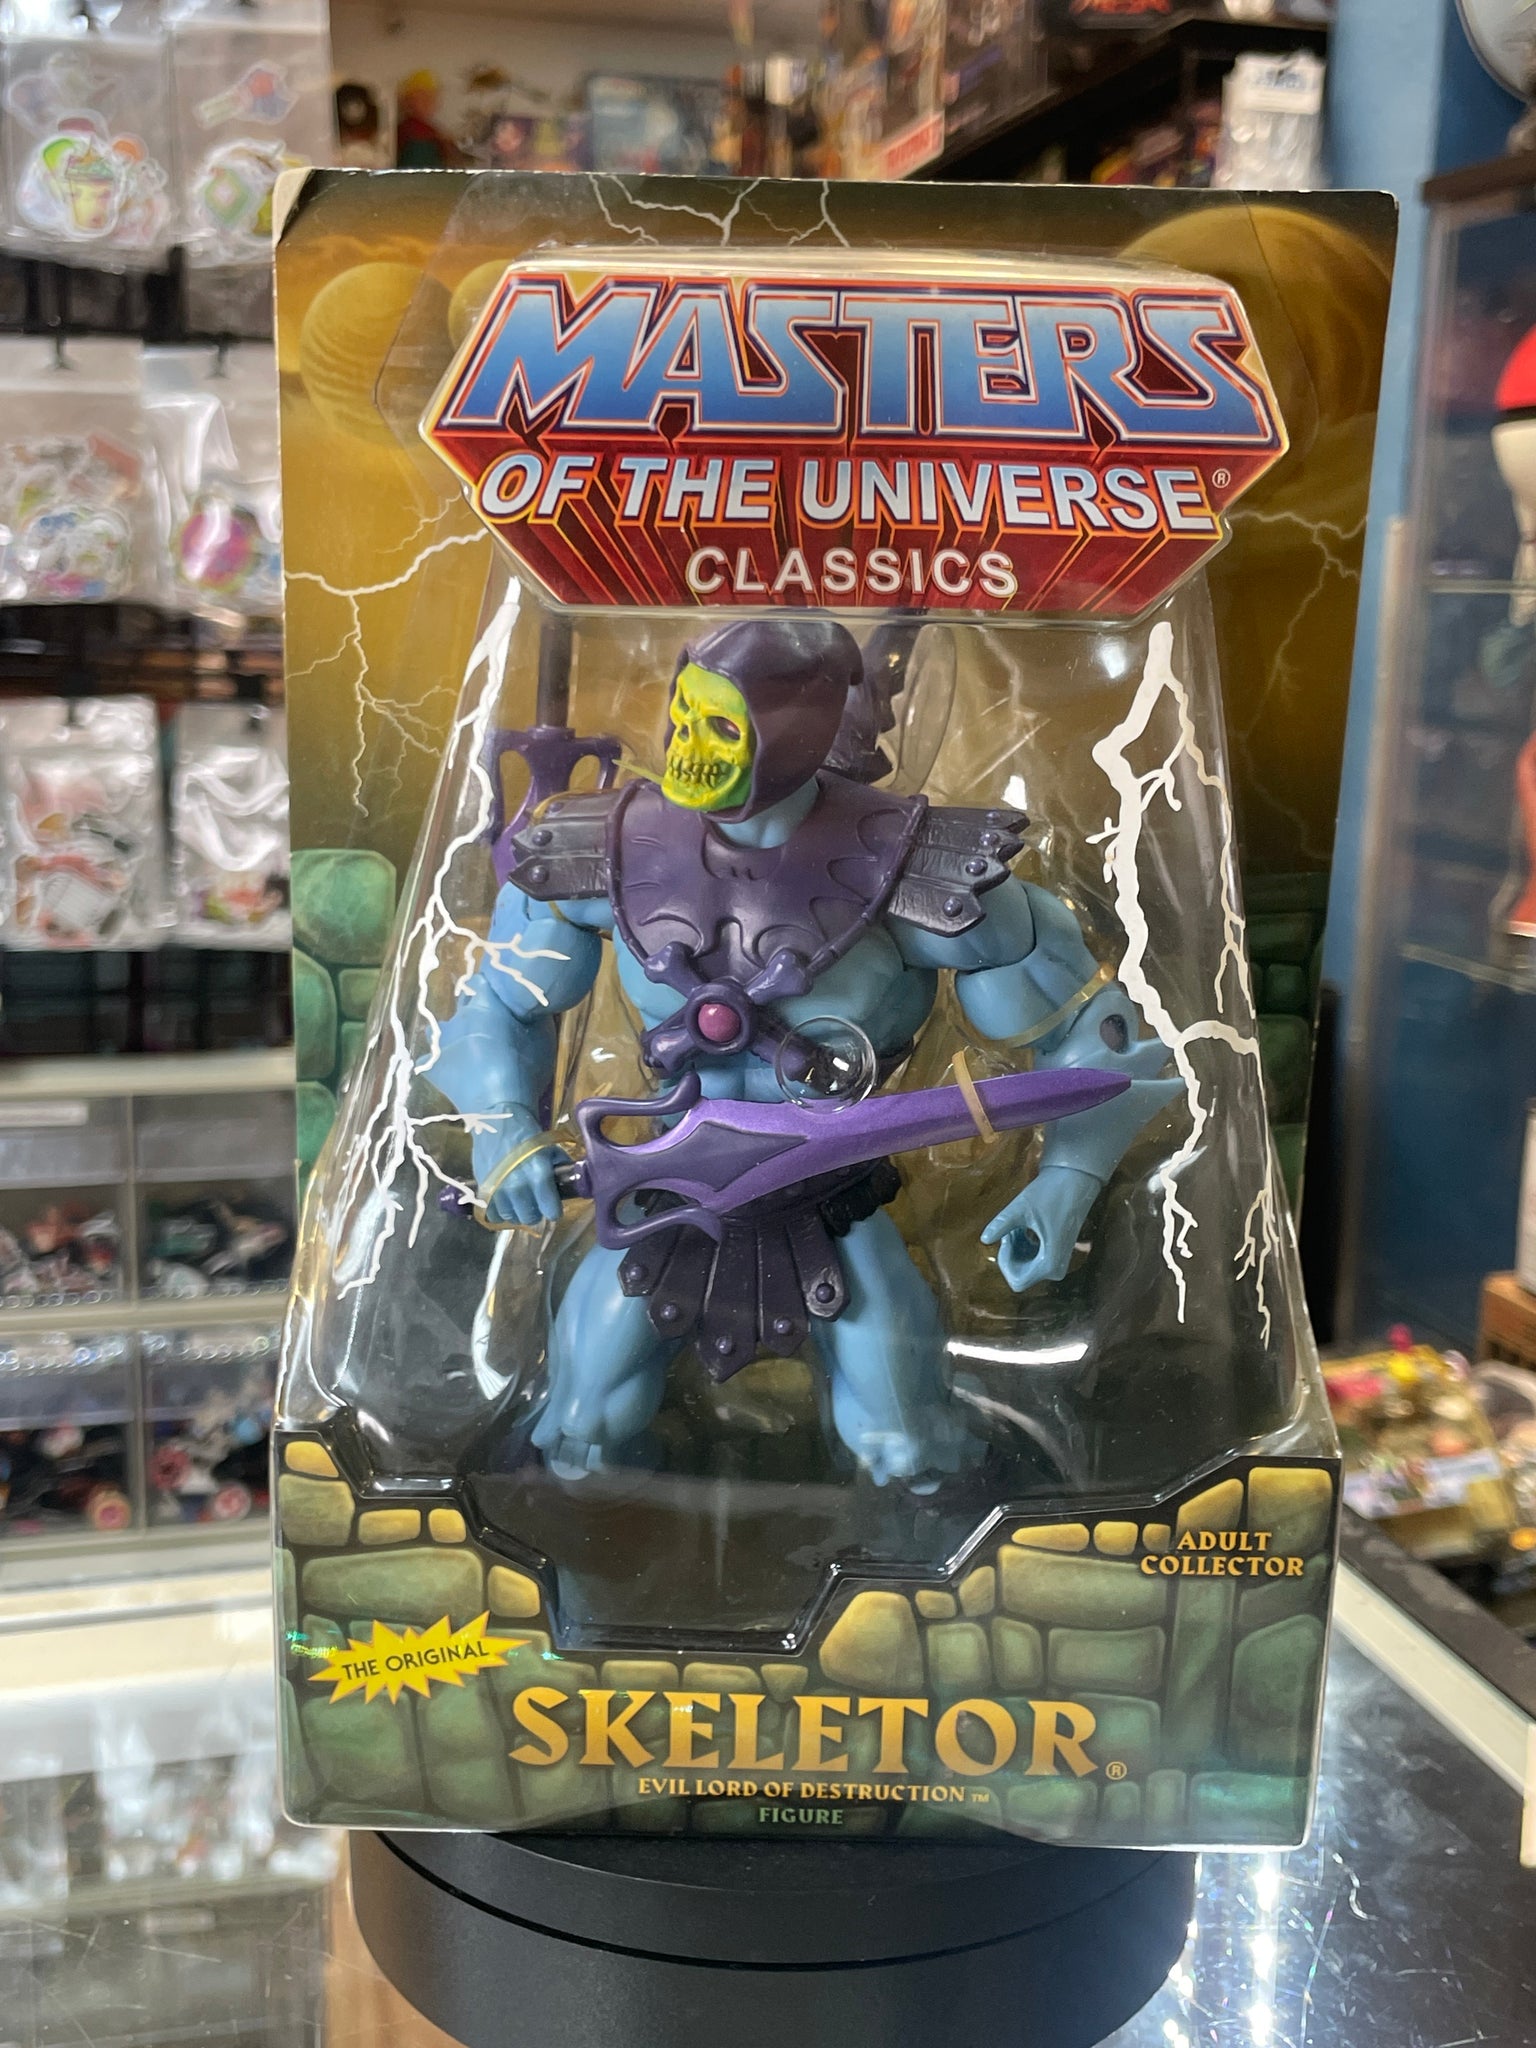 MASTERS
OF THE UNIVERSE®
CLASSICS
ADULT
COLLECTOR
THE ORIGINAL
SKELETOR®
EVIL LORD OF DESTRUCTION™
FIGURE